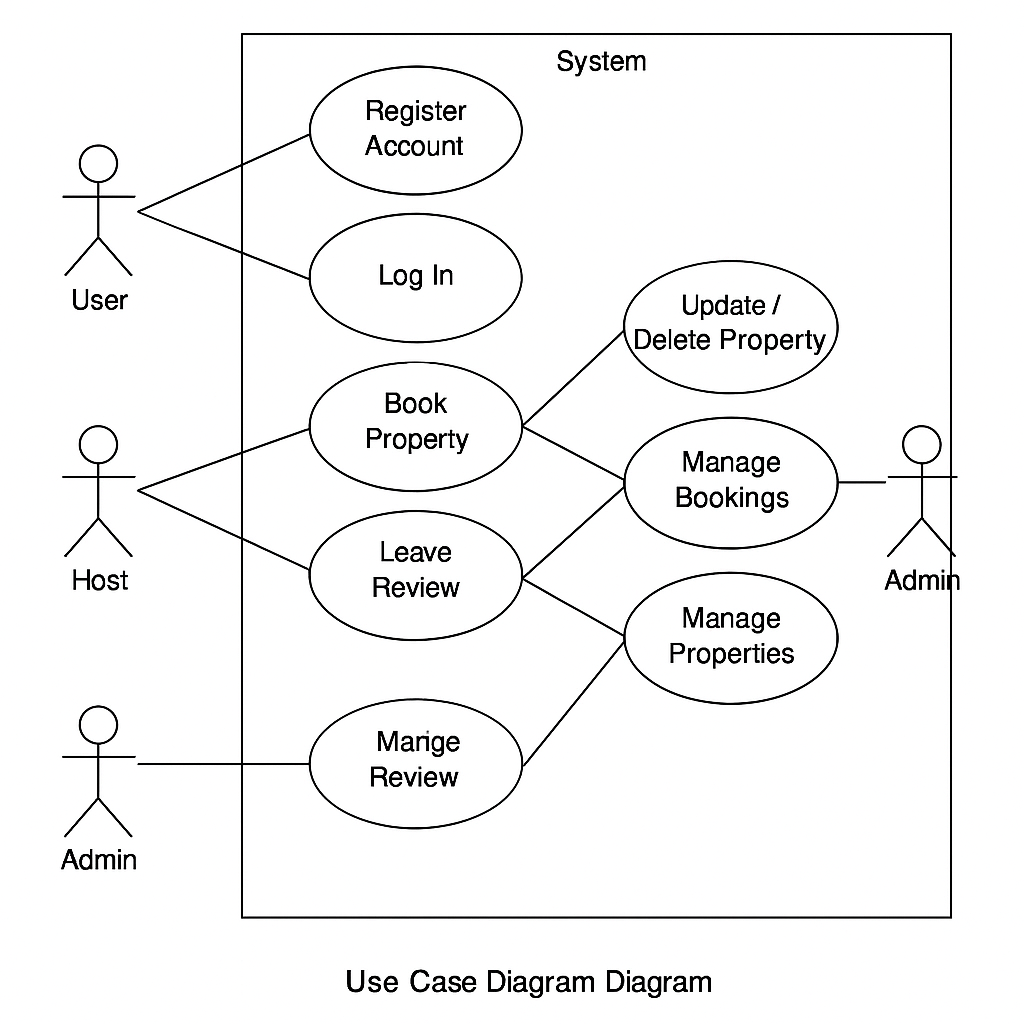 System
Register
Account
User
Log In
Update /
Delete Property
Book
Property
Manage
Bookings
Host
Leave
Review
Admin
Manage
Properties
Marige
Review
Admin
Use Case Diagram Diagram